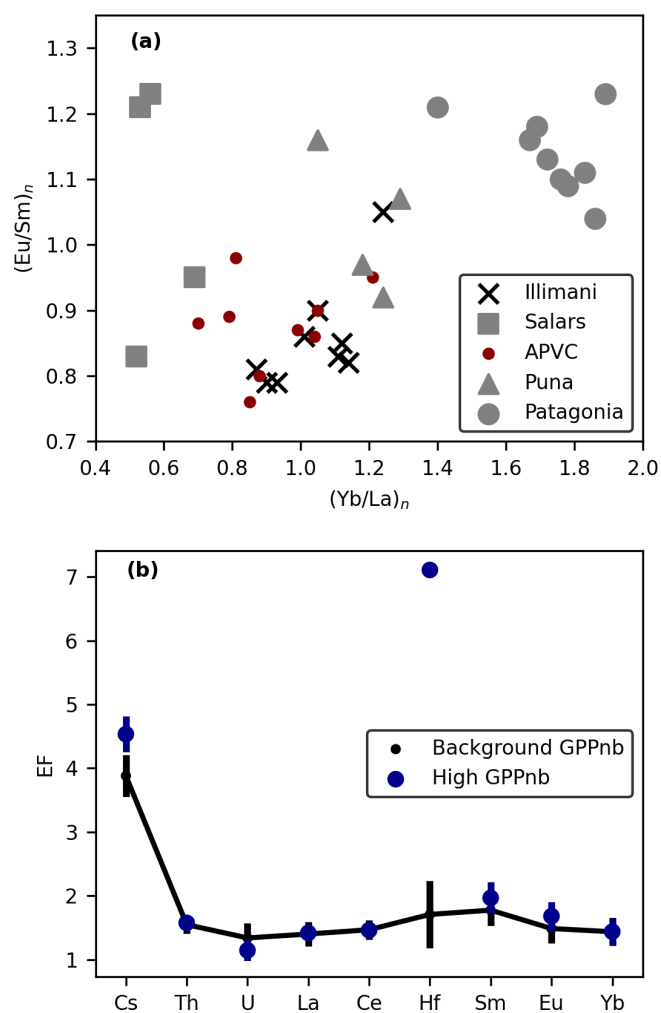 (a)
1.3
1.2
1.1
1.0
0.9
0.8
0.7
(Eu/Sm)n
Illimani
Salars
APVC
Puna
Patagonia
0.4 0.6 0.8 1.0 1.2 1.4 1.6 1.8 2.0
(Yb/La)n
(b)
7
6
5
4
3
2
1
EF
Background GPPnb
High GPPnb
Cs Th U La Ce Hf Sm Eu Yb